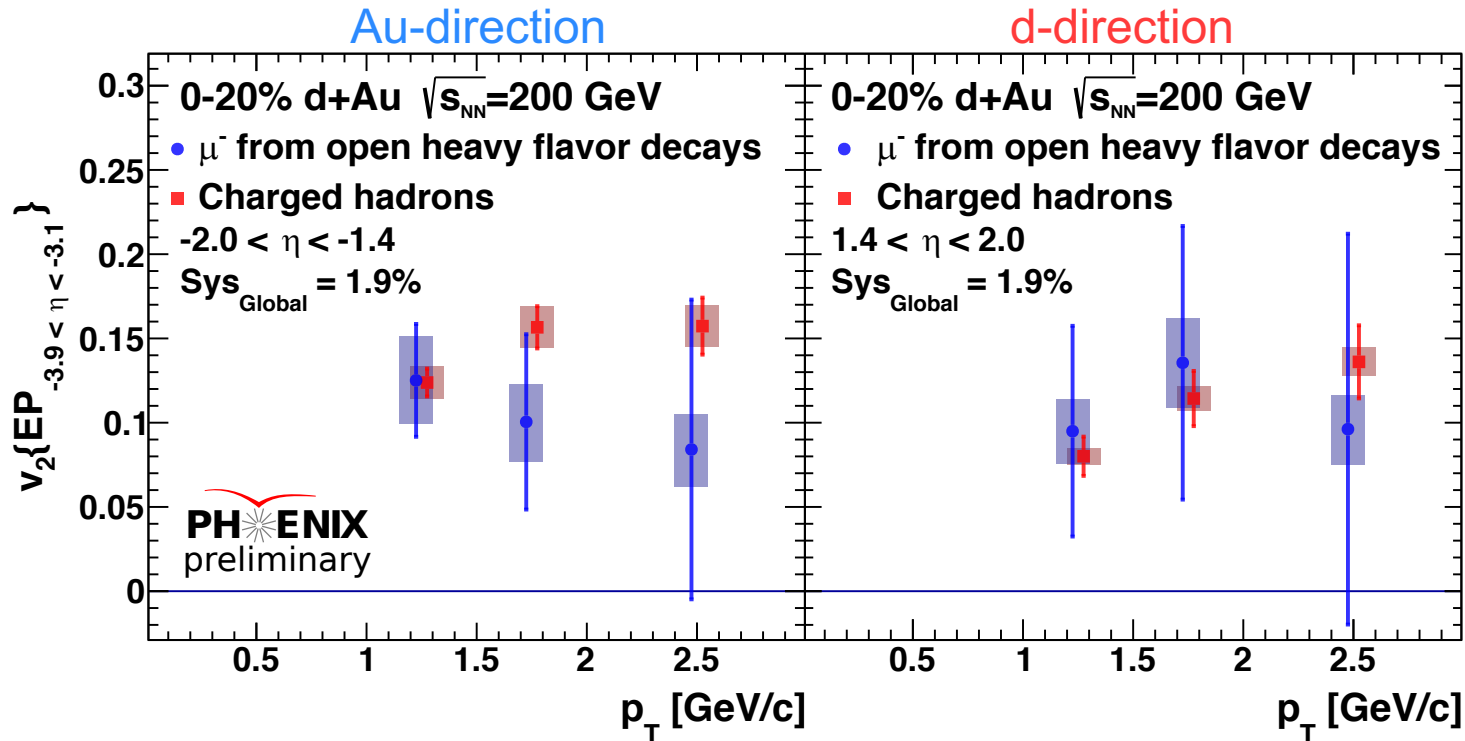 Au-direction
0-20% d+Au √s_NN=200 GeV
μ⁻ from open heavy flavor decays
Charged hadrons
-2.0 < η < -1.4
Sys_Global = 1.9%
PHENIX
preliminary
v₂{EP_-3.9 < η < -3.1}
0.3
0.25
0.2
0.15
0.1
0.05
0
0.5
1
1.5
2
2.5
p_T [GeV/c]
d-direction
0-20% d+Au √s_NN=200 GeV
μ⁻ from open heavy flavor decays
Charged hadrons
1.4 < η < 2.0
Sys_Global = 1.9%
0.5
1
1.5
2
2.5
p_T [GeV/c]